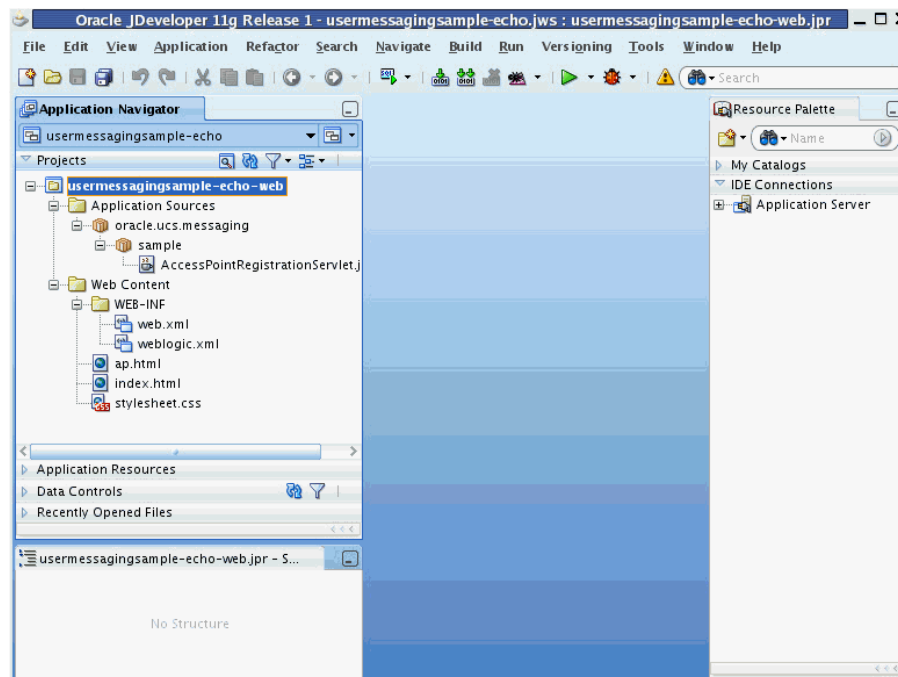 Oracle JDeveloper 11g Release 1 - usermessagingsample-echo.jws : usermessagingsample-echo-web.jpr
File Edit View Application Refactor Search Navigate Build Run Versioning Tools Window Help
Search
Application Navigator
usermessagingsample-echo
Projects
usermessagingsample-echo-web
Application Sources
oracle.ucs.messaging
sample
AccessPointRegistrationServlet.j
Web Content
WEB-INF
web.xml
weblogic.xml
ap.html
index.html
stylesheet.css
Application Resources
Data Controls
Recently Opened Files
usermessagingsample-echo-web.jpr - S...
No Structure
Resource Palette
Name
My Catalogs
IDE Connections
Application Server